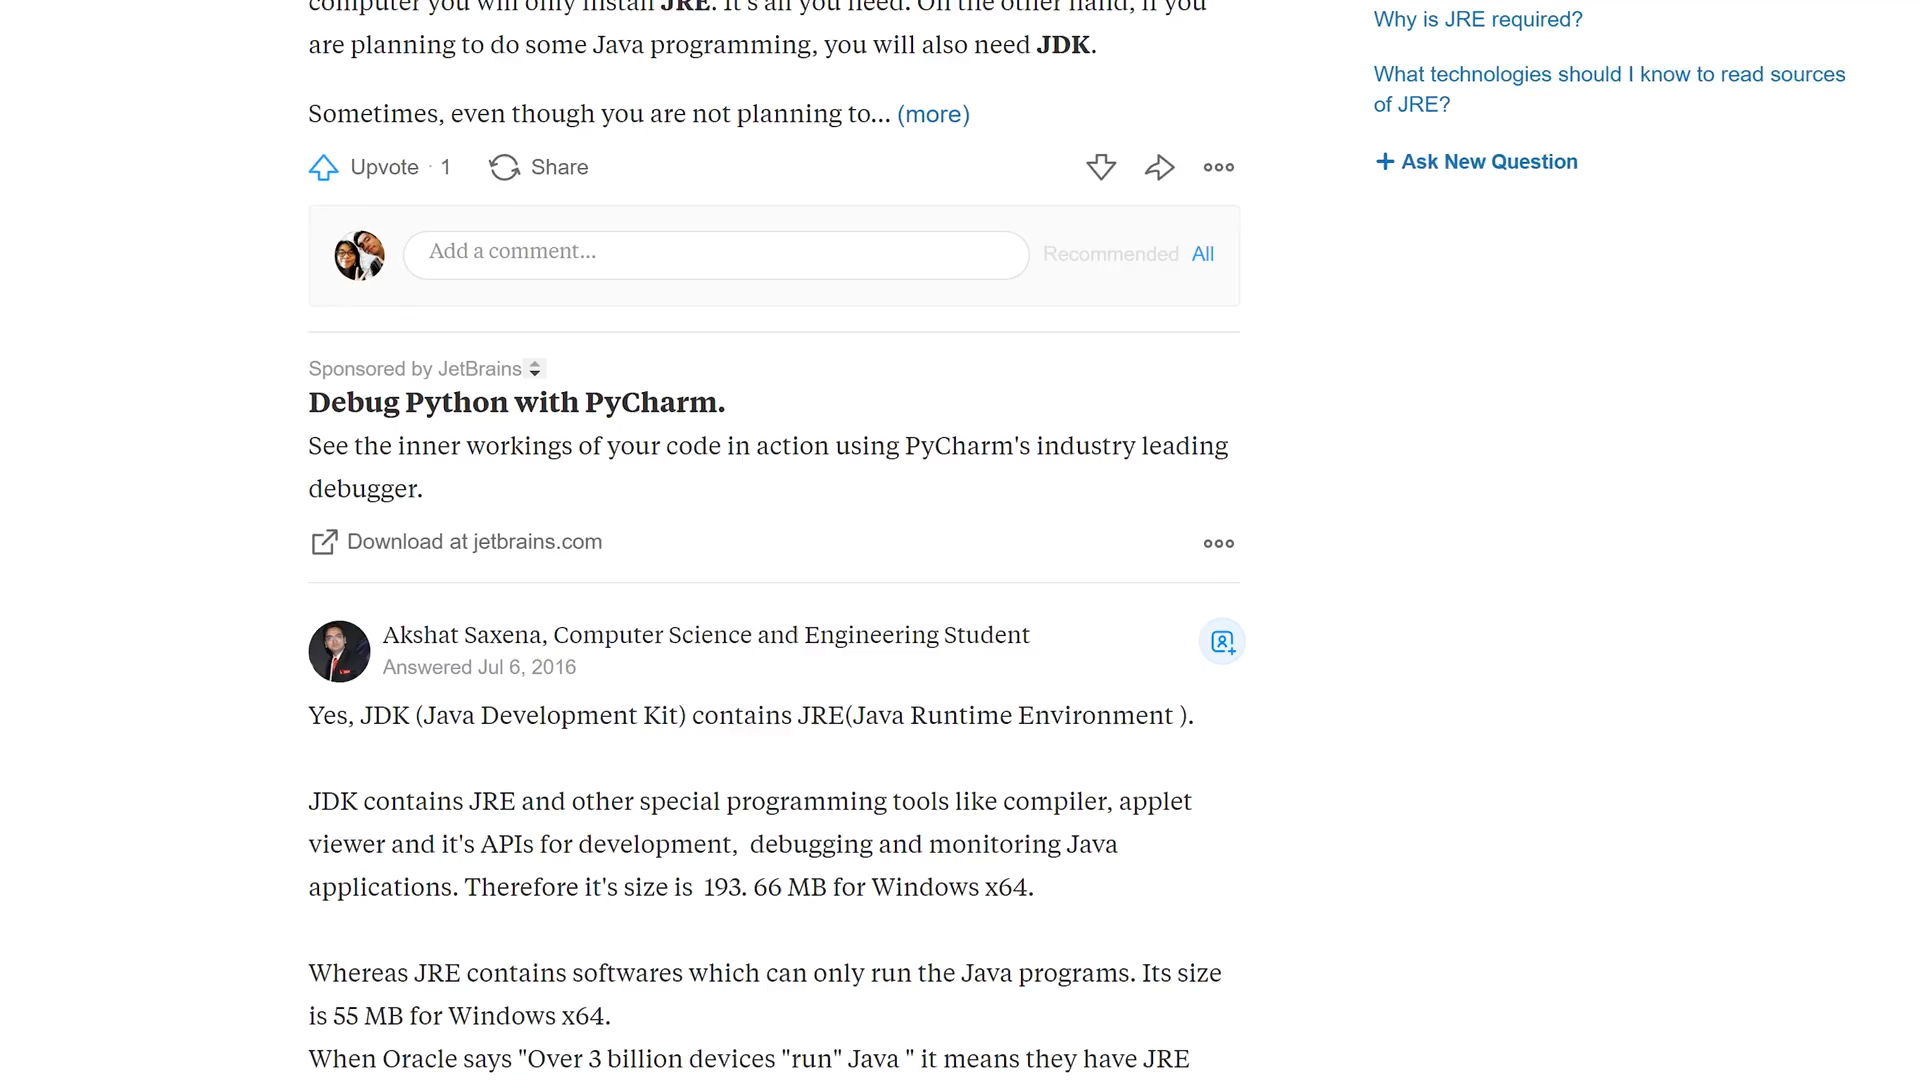 computer you will only install JRE. It's all you need. On the other hand, if you
are planning to do some Java programming, you will also need JDK.
Sometimes, even though you are not planning to... (more)
Upvote · 1 Share
Add a comment... Recommended All
Sponsored by JetBrains
Debug Python with PyCharm.
See the inner workings of your code in action using PyCharm's industry leading
debugger.
Download at jetbrains.com
Akshat Saxena, Computer Science and Engineering Student
Answered Jul 6, 2016
Yes, JDK (Java Development Kit) contains JRE(Java Runtime Environment ).
JDK contains JRE and other special programming tools like compiler, applet
viewer and it's APIs for development,  debugging and monitoring Java
applications. Therefore it's size is  193. 66 MB for Windows x64.
Whereas JRE contains softwares which can only run the Java programs. Its size
is 55 MB for Windows x64.
When Oracle says "Over 3 billion devices "run" Java " it means they have JRE
Why is JRE required?
What technologies should I know to read sources
of JRE?
+ Ask New Question